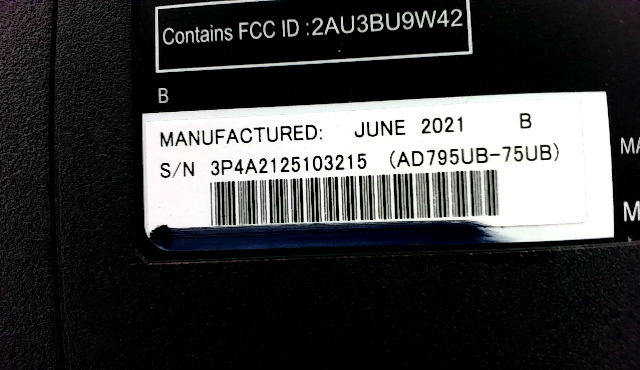 Contains FCC ID :2AU3BU9W42
B
MANUFACTURED: JUNE 2021 B
S/N 3P4A2125103215 (AD795UB-75UB)